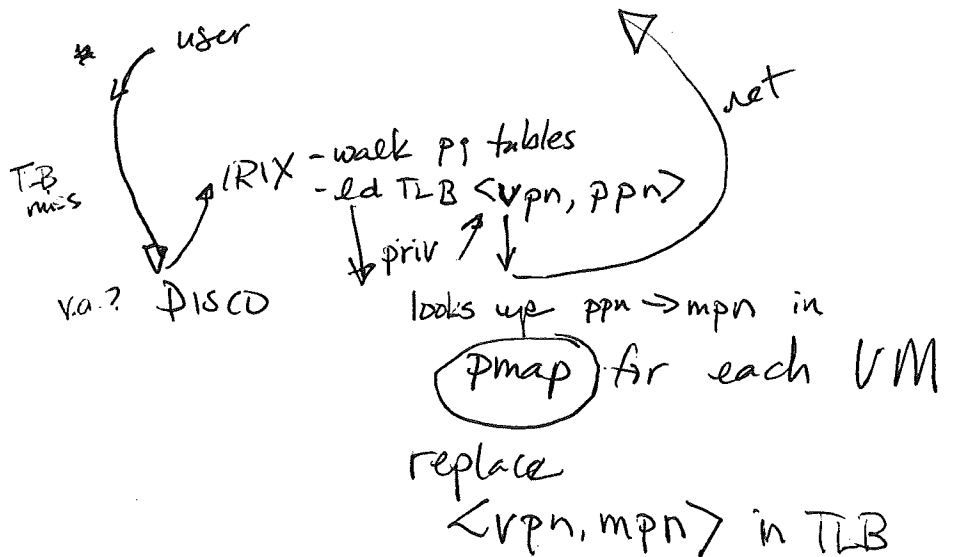 * user
TLB
miss
IRIX - walk pg tables
- ld TLB <vpn, ppn>
ret
priv
v.a.? DISCO
looks up ppn → mpn in
pmap for each VM
replace
<vpn, mpn> in TLB